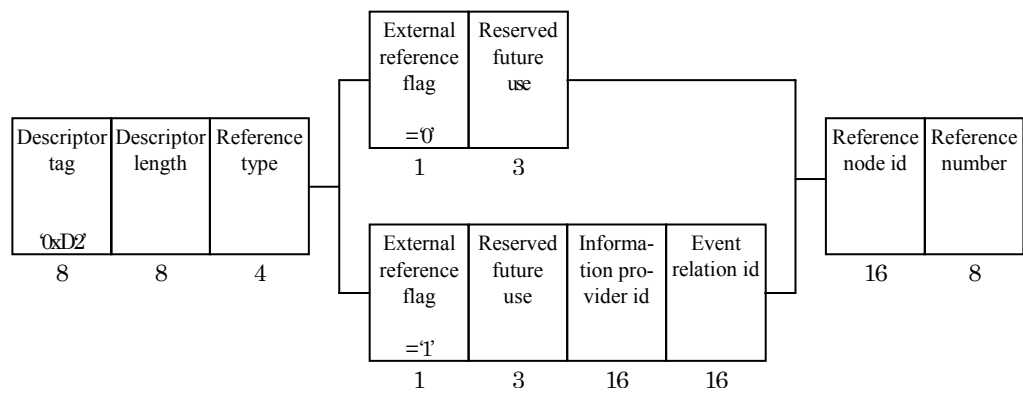 External
reference
flag
='0'
1
Reserved
future
use
3
Descriptor
tag
'0xD2'
8
Descriptor
length
8
Reference
type
4
External
reference
flag
='1'
1
Reserved
future
use
3
Informa-
tion pro-
vider id
16
Event
relation id
16
Reference
node id
16
Reference
number
8